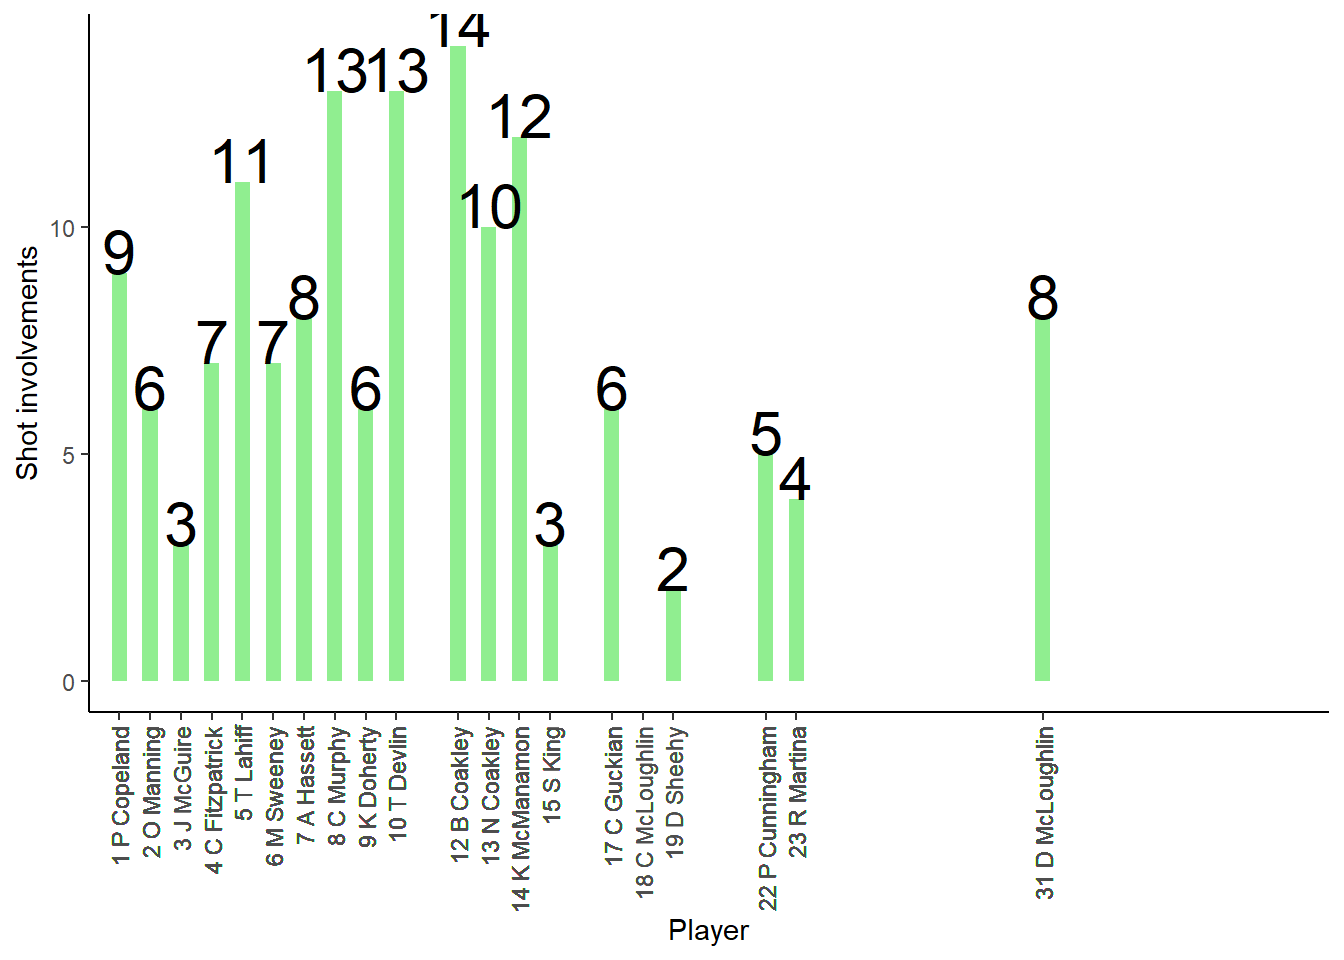 14
13
13
12
11
10
10
9
8
8
7
7
6
6
6
5
5
4
3
3
2
0
Shot involvements
1 P Copeland
2 O Manning
3 J McGuire
4 C Fitzpatrick
5 T Lahiff
6 M Sweeney
7 A Hassett
8 C Murphy
9 K Doherty
10 T Devlin
12 B Coakley
13 N Coakley
14 K McManamon
15 S King
17 C Guckian
18 C McLoughlin
19 D Sheehy
22 P Cunningham
23 R Martina
31 D McLoughlin
Player